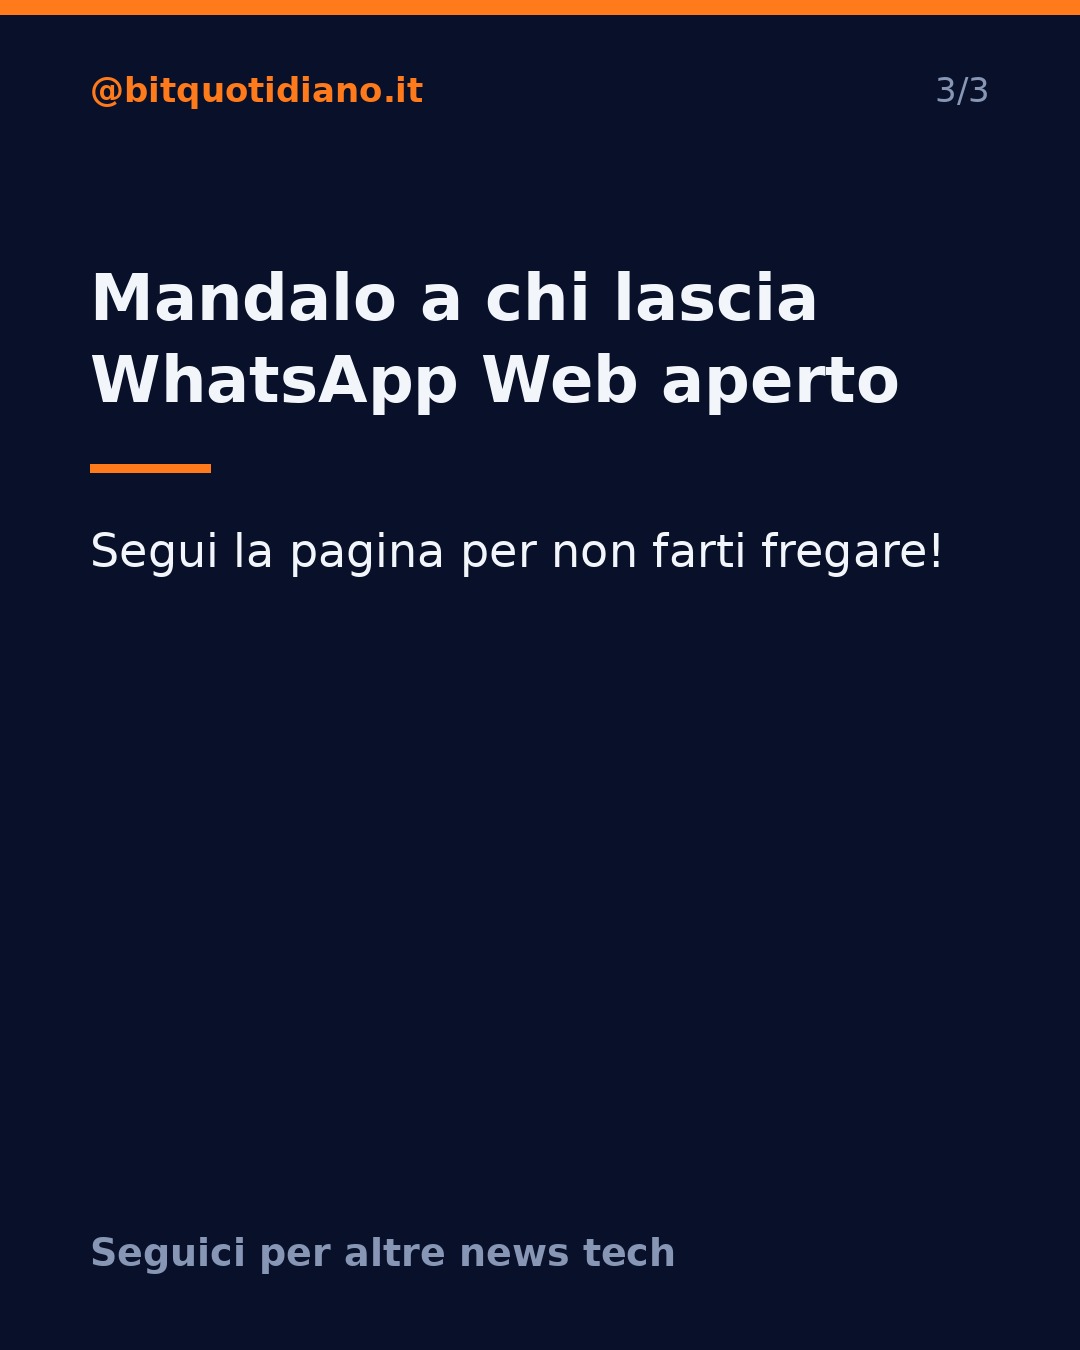 @bitquotidiano.it
3/3
Mandalo a chi lascia
WhatsApp Web aperto
Segui la pagina per non farti fregare!
Seguici per altre news tech